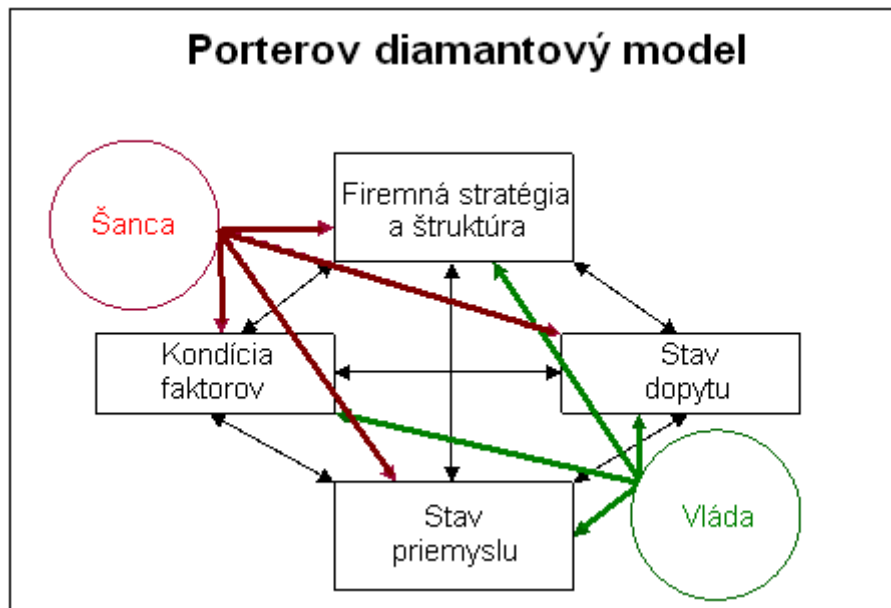 Porterov diamantový model
Firemná stratégia
a štruktúra
Šanca
Kondícia
faktorov
Stav
dopytu
Stav
priemyslu
Vláda